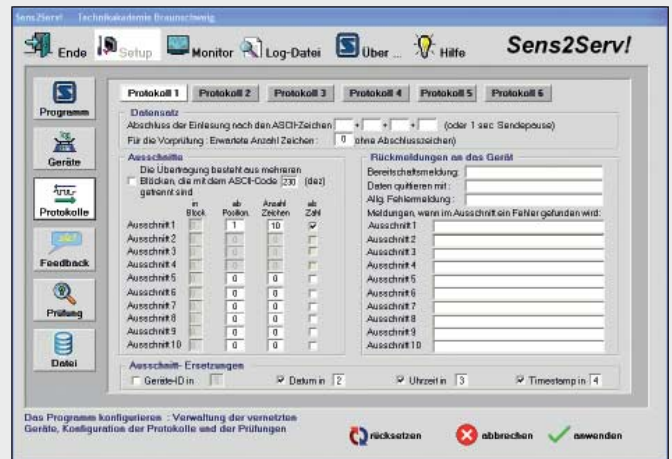 Sens2Serv! Technikakademie Braunschweig
Ende Setup Monitor Log-Datei Über ... Hilfe Sens2Serv!
Programm
Geräte
Protokolle
Feedback
Prüfung
Datei
Protokoll 1 Protokoll 2 Protokoll 3 Protokoll 4 Protokoll 5 Protokoll 6
Datensatz
Abschluss der Einlesung nach den ASCII-Zeichen + + + (oder 1 sec Sendepause)
Für die Vorprüfung : Erwartete Anzahl Zeichen : 0 (ohne Abschlusszeichen)
Ausschnitte
Die Übertragung besteht aus mehreren
Blöcken, die mit dem ASCII-Code 230 (dez)
getrennt sind
in Block ab Position. Anzahl Zeichen als Zahl
Ausschnitt 1 1 10
Ausschnitt 2 0 0
Ausschnitt 3 0 0
Ausschnitt 4 0 0
Ausschnitt 5 0 0
Ausschnitt 6 0 0
Ausschnitt 7 0 0
Ausschnitt 8 0 0
Ausschnitt 9 0 0
Ausschnitt 10 0 0
Rückmeldungen an das Gerät
Bereitschaftsmeldung:
Daten quittieren mit :
Allg. Fehlermeldung :
Meldungen, wenn im Ausschnitt ein Fehler gefunden wird:
Ausschnitt 1
Ausschnitt 2
Ausschnitt 3
Ausschnitt 4
Ausschnitt 5
Ausschnitt 6
Ausschnitt 7
Ausschnitt 8
Ausschnitt 9
Ausschnitt 10
Ausschnitt- Ersetzungen
Geräte-ID in Datum in 2 Uhrzeit in 3 Timestamp in 4
Das Programm konfigurieren : Verwaltung der vernetzten
Geräte, Konfiguration der Protokolle und der Prüfungen
rücksetzen abbrechen anwenden